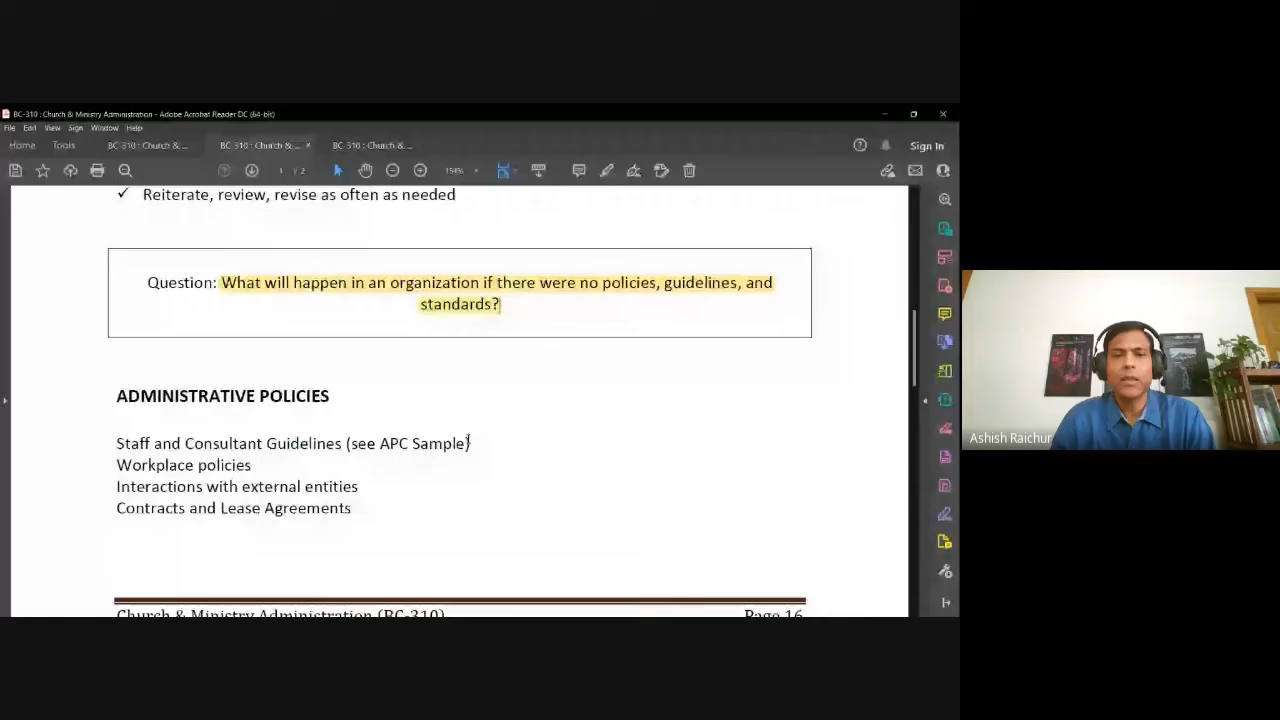 BC-310 : Church & Ministry Administration - Adobe Acrobat Reader DC (64-bit)
File Edit View Sign Window Help
Home Tools BC-310 : Church & ... BC-310 : Church &... × BC-310 : Church & ... Sign In
1 / 2 154%
✓ Reiterate, review, revise as often as needed
Question: What will happen in an organization if there were no policies, guidelines, and
standards?
ADMINISTRATIVE POLICIES
Staff and Consultant Guidelines (see APC Sample)
Workplace policies
Interactions with external entities
Contracts and Lease Agreements
Church & Ministry Administration (BC-310) Page 16
Ashish Raichur